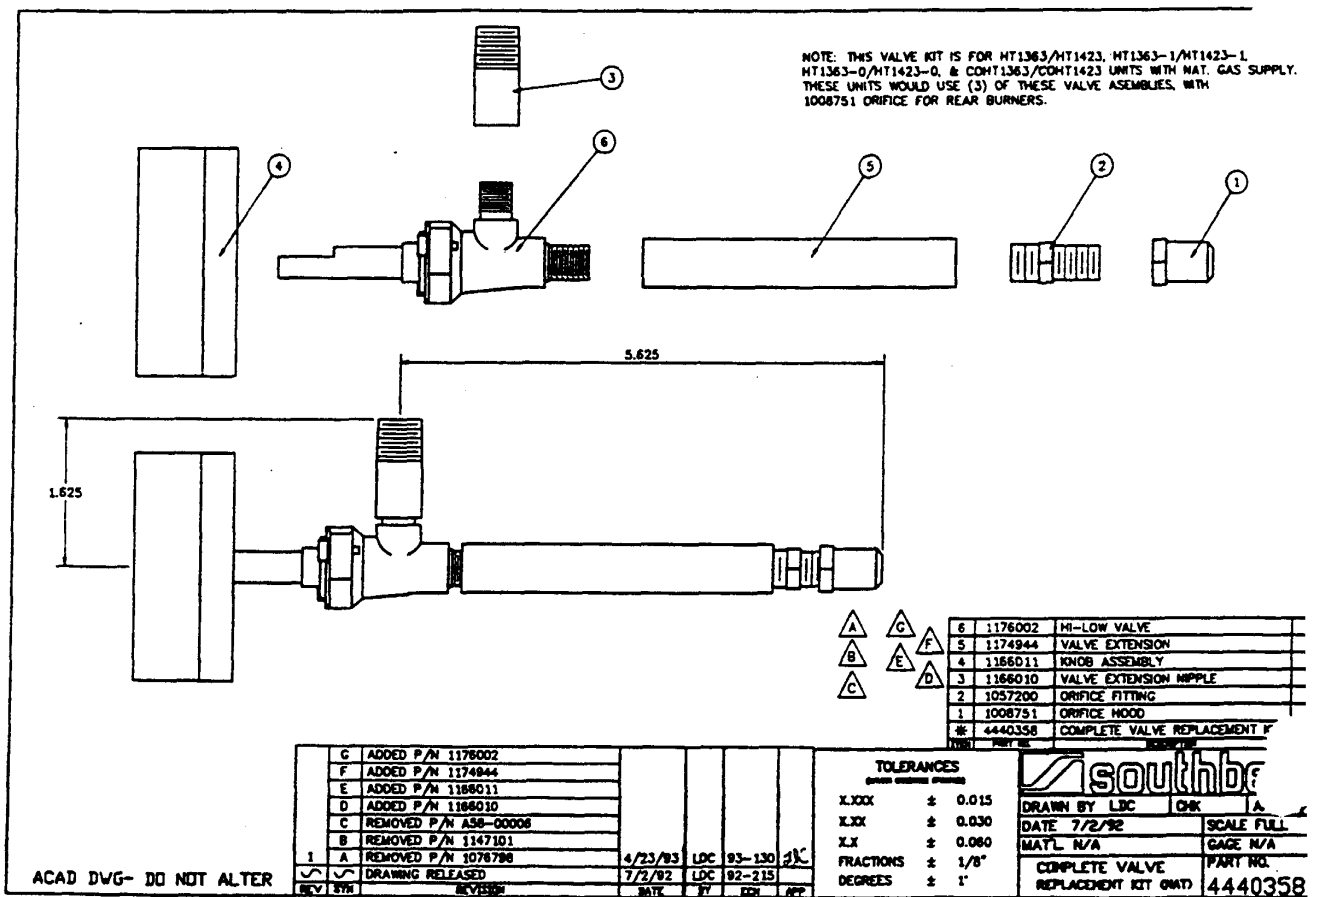 NOTE: THIS VALVE KIT IS FOR HT1363/HT1423, HT1363-1/HT1423-1,
HT1363-0/HT1423-0, & COHT1363/COHT1423 UNITS WITH NAT. GAS SUPPLY.
THESE UNITS WOULD USE (3) OF THESE VALVE ASEMBLIES, WITH
1008751 ORIFICE FOR REAR BURNERS.
3
6
4
5
2
1
5.625
1.625
A G
F
B E
D
C
6 1176002 HI-LOW VALVE
5 1174944 VALVE EXTENSION
4 1166011 KNOB ASSEMBLY
3 1166010 VALVE EXTENSION NIPPLE
2 1057200 ORIFICE FITTING
1 1008751 ORIFICE HOOD
* 4440358 COMPLETE VALVE REPLACEMENT K
ITEM PART NO.
G ADDED P/N 1176002
F ADDED P/N 1174944
E ADDED P/N 1166011
D ADDED P/N 1166010
C REMOVED P/N A58-00006
B REMOVED P/N 1147101
1 A REMOVED P/N 1076798 4/23/93 LDC 93-130
DRAWING RELEASED 7/2/92 LDC 92-215
REV SYM REVISION DATE BY ECN APP
TOLERANCES
X.XXX ± 0.015
X.XX ± 0.030
X.X ± 0.060
FRACTIONS ± 1/8"
DEGREES ± 1°
southbe
DRAWN BY LDC CHK A
DATE 7/2/92 SCALE FULL
MAT'L N/A GAGE N/A
COMPLETE VALVE
REPLACEMENT KIT (NAT)
PART NO.
4440358
ACAD DWG- DO NOT ALTER